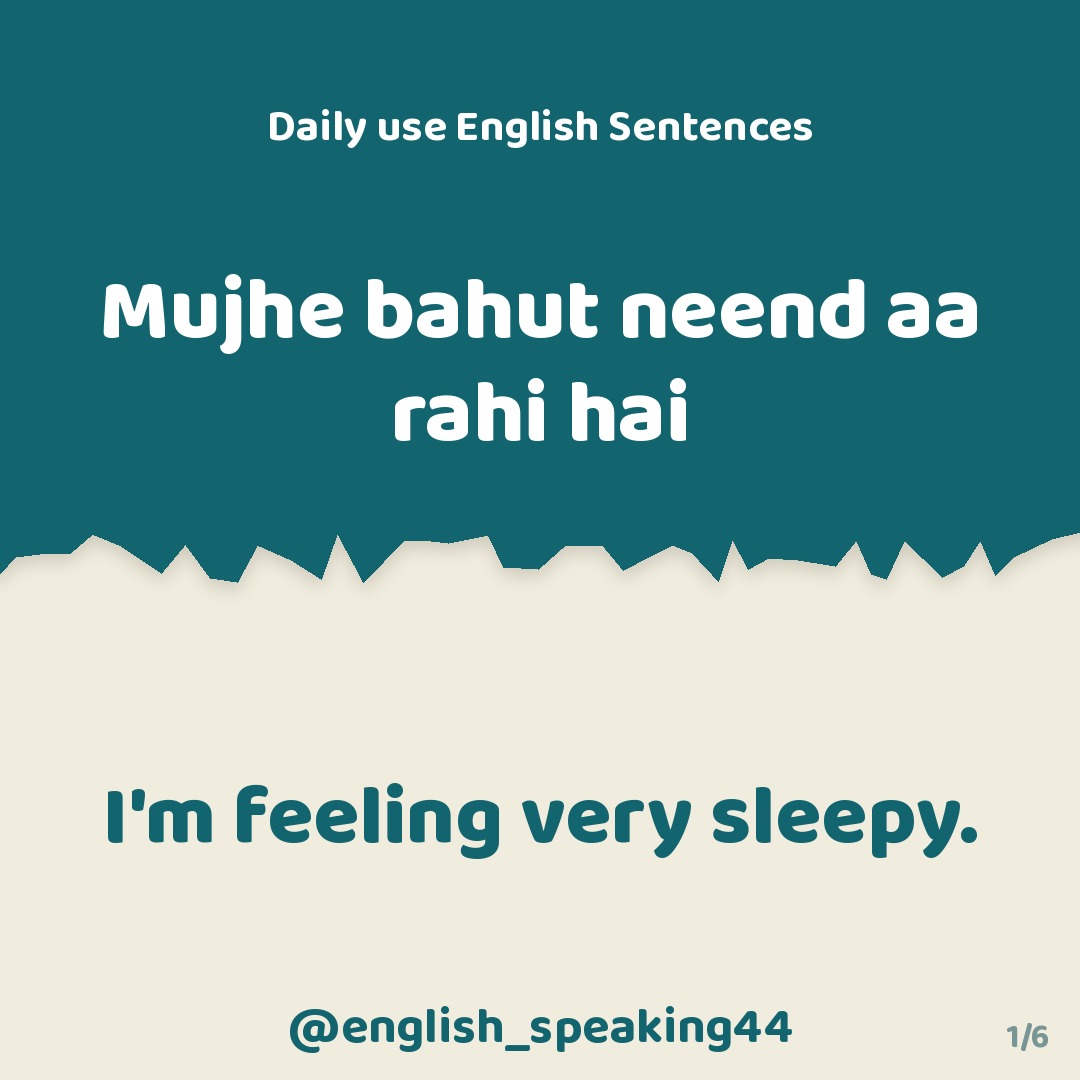 Daily use English Sentences
Mujhe bahut neend aa
rahi hai
I'm feeling very sleepy.
@english_speaking44
1/6